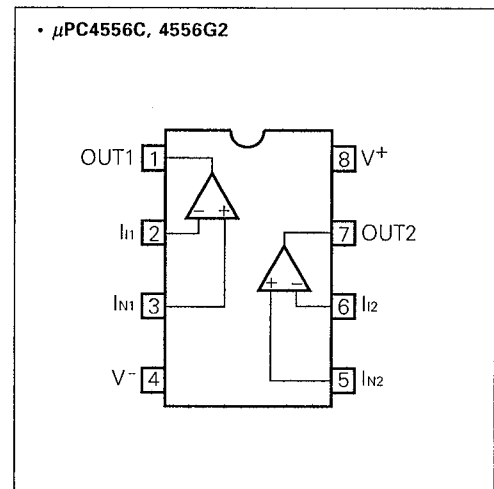 • μPC4556C, 4556G2
OUT1 1
8 V+
- +
II1 2
7 OUT2
+ -
IN1 3
6 II2
V- 4
5 IN2